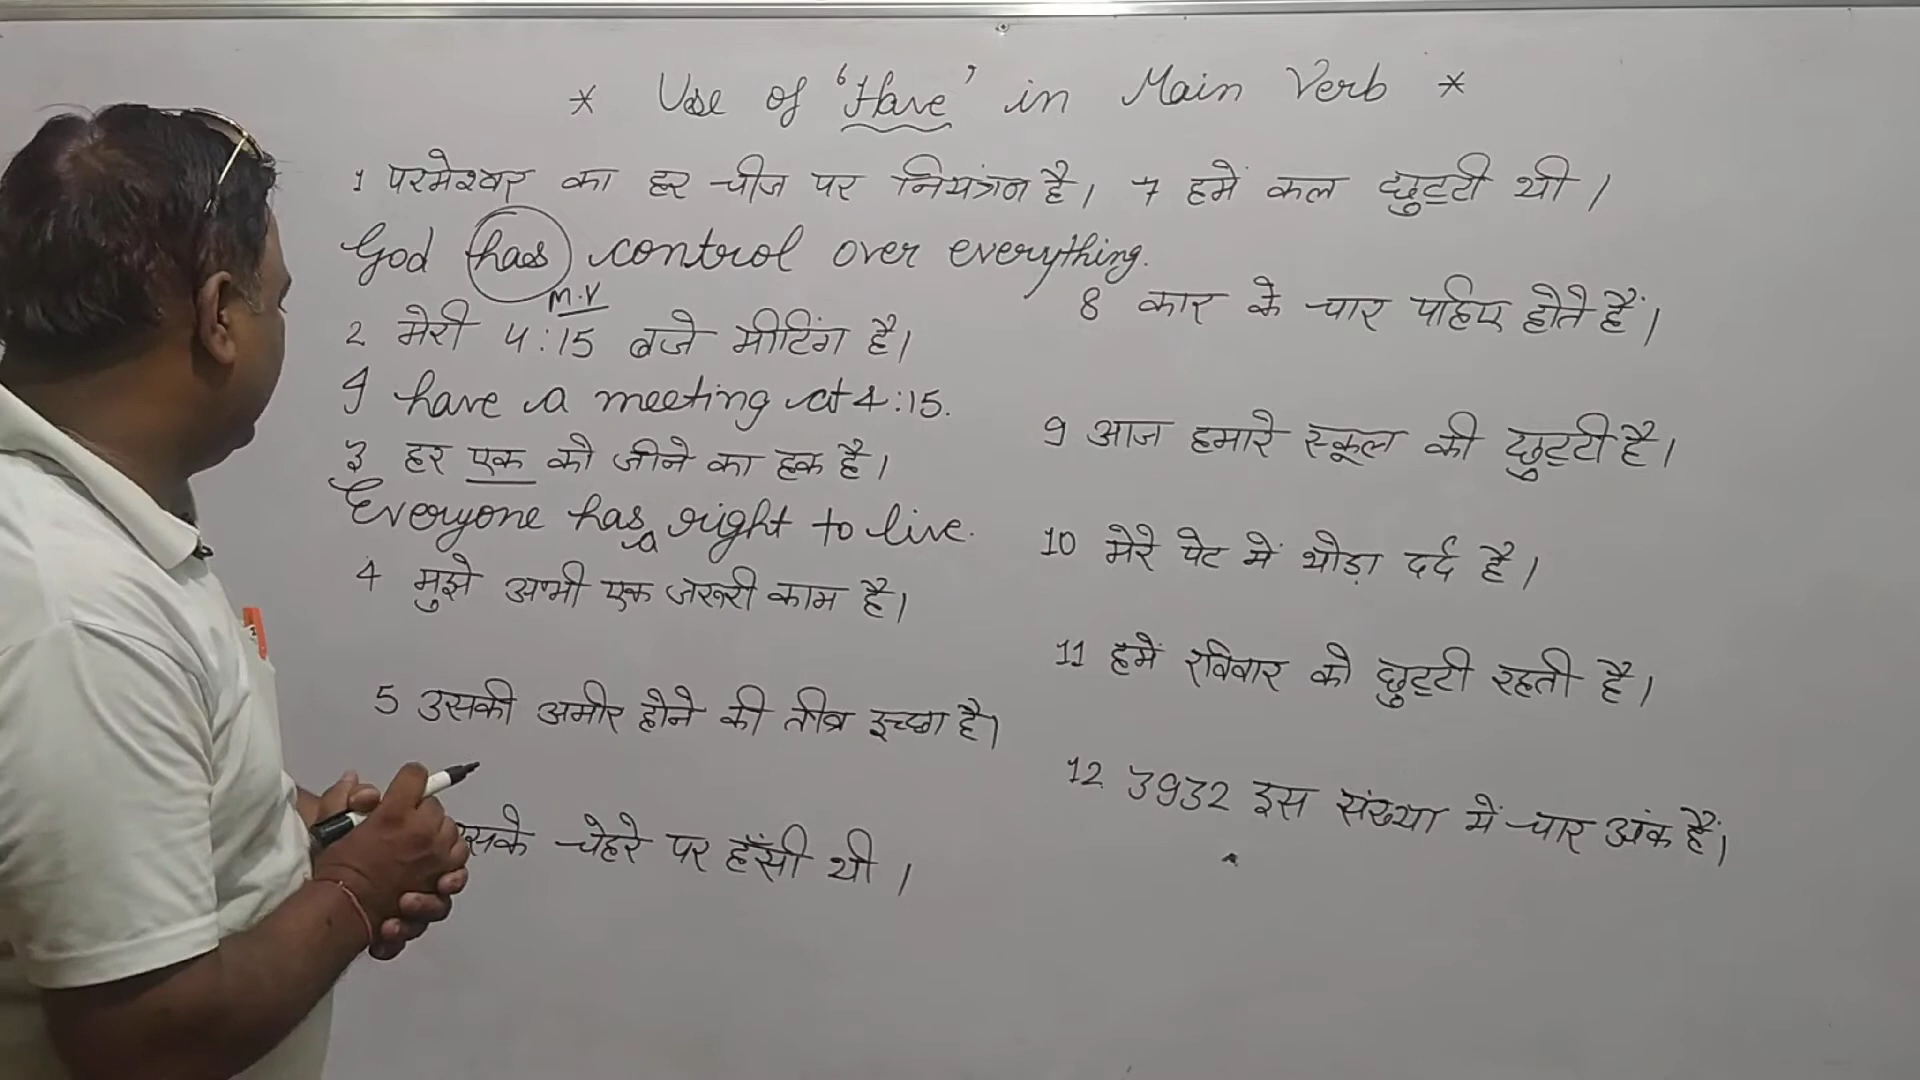 * Use of 'Have' in Main Verb *
1 परमेश्वर का हर चीज पर नियंत्रन है।
God has control over everything.
M.V
2 मेरी 4:15 बजे मीटिंग है।
I have a meeting at 4:15.
3 हर एक को जीने का हक है।
Everyone has a right to live.
4 मुझे अभी एक जरूरी काम है।
5 उसकी अमीर होने की तीव्र इच्छा है।
सके चेहरे पर हँसी थी ।
7 हमें कल छुट्टी थी ।
8 कार के चार पहिए होते हैं।
9 आज हमारे स्कूल की छुट्टी है।
10 मेरे पेट में थोड़ा दर्द है।
11 हमें रविवार को छुट्टी रहती है।
12 3932 इस संख्या में चार अंक हैं।